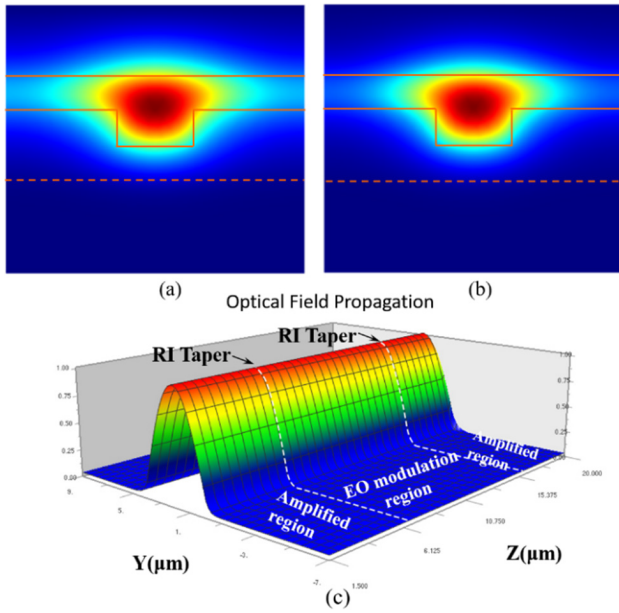 (a)
(b)
Optical Field Propagation
RI Taper
RI Taper
1.00
0.75
0.50
0.25
0.00
1.00
0.75
0.50
0.25
Amplified region
EO modulation region
Amplified region
8.
5.
1.
-2.
-7.
Y(μm)
1.500
6.125
10.750
15.375
20.000
Z(μm)
(c)